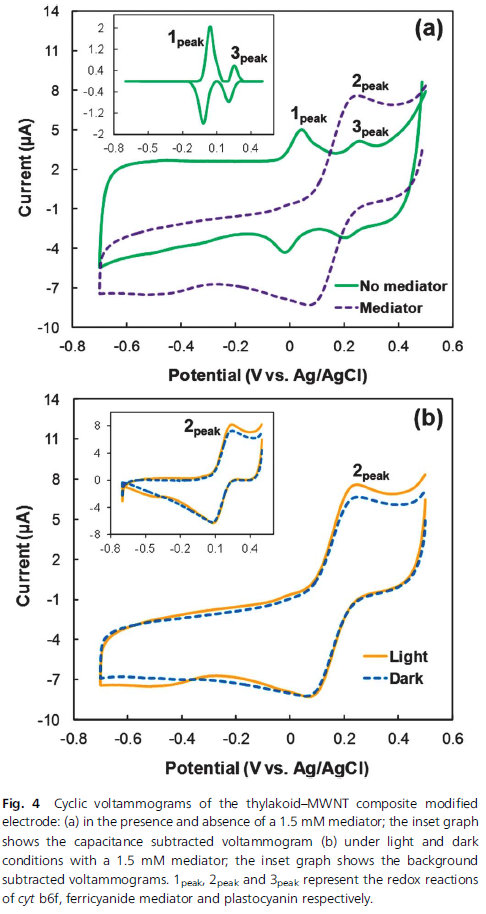 (a)
14
11
8
5
2
-1
-4
-7
-10
Current (µA)
2
1.2
0.4
-0.4
-1.2
2
-0.7 -0.4 -0.1 0.1 0.4
1peak
3peak
1peak
2peak
3peak
No mediator
Mediator
-0.8 -0.6 -0.4 -0.2 0 0.2 0.4 0.6
Potential (V vs. Ag/AgCl)
(b)
14
11
8
5
2
-1
-4
-7
-10
Current (µA)
8
4
0
-4
-8
-0.8 -0.5 -0.2 0.1 0.4
2peak
2peak
Light
Dark
-0.8 -0.6 -0.4 -0.2 0 0.2 0.4 0.6
Potential (V vs. Ag/AgCl)
Fig. 4 Cyclic voltammograms of the thylakoid–MWNT composite modified
electrode: (a) in the presence and absence of a 1.5 mM mediator; the inset graph
shows the capacitance subtracted voltammogram (b) under light and dark
conditions with a 1.5 mM mediator; the inset graph shows the background
subtracted voltammograms. 1peak, 2peak and 3peak represent the redox reactions
of cyt b6f, ferricyanide mediator and plastocyanin respectively.